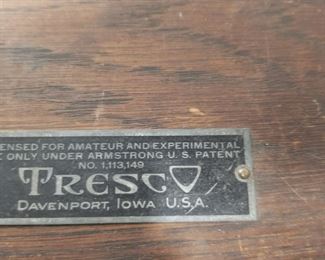 ENSED FOR AMATEUR AND EXPERIMENTAL
E ONLY UNDER ARMSTRONG U.S. PATENT
NO. 1,113,149
TRESCO
DAVENPORT, IOWA U.S.A.